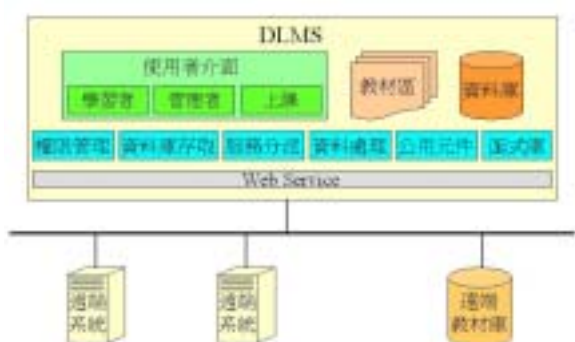 DLMS
使用者介面
學習者 管理者 上課
教材區
資料庫
權限管理 資料庫存取 服務分派 資料處理 公用元件 函式庫
Web Service
遠端
系統
遠端
系統
遠端
教材庫